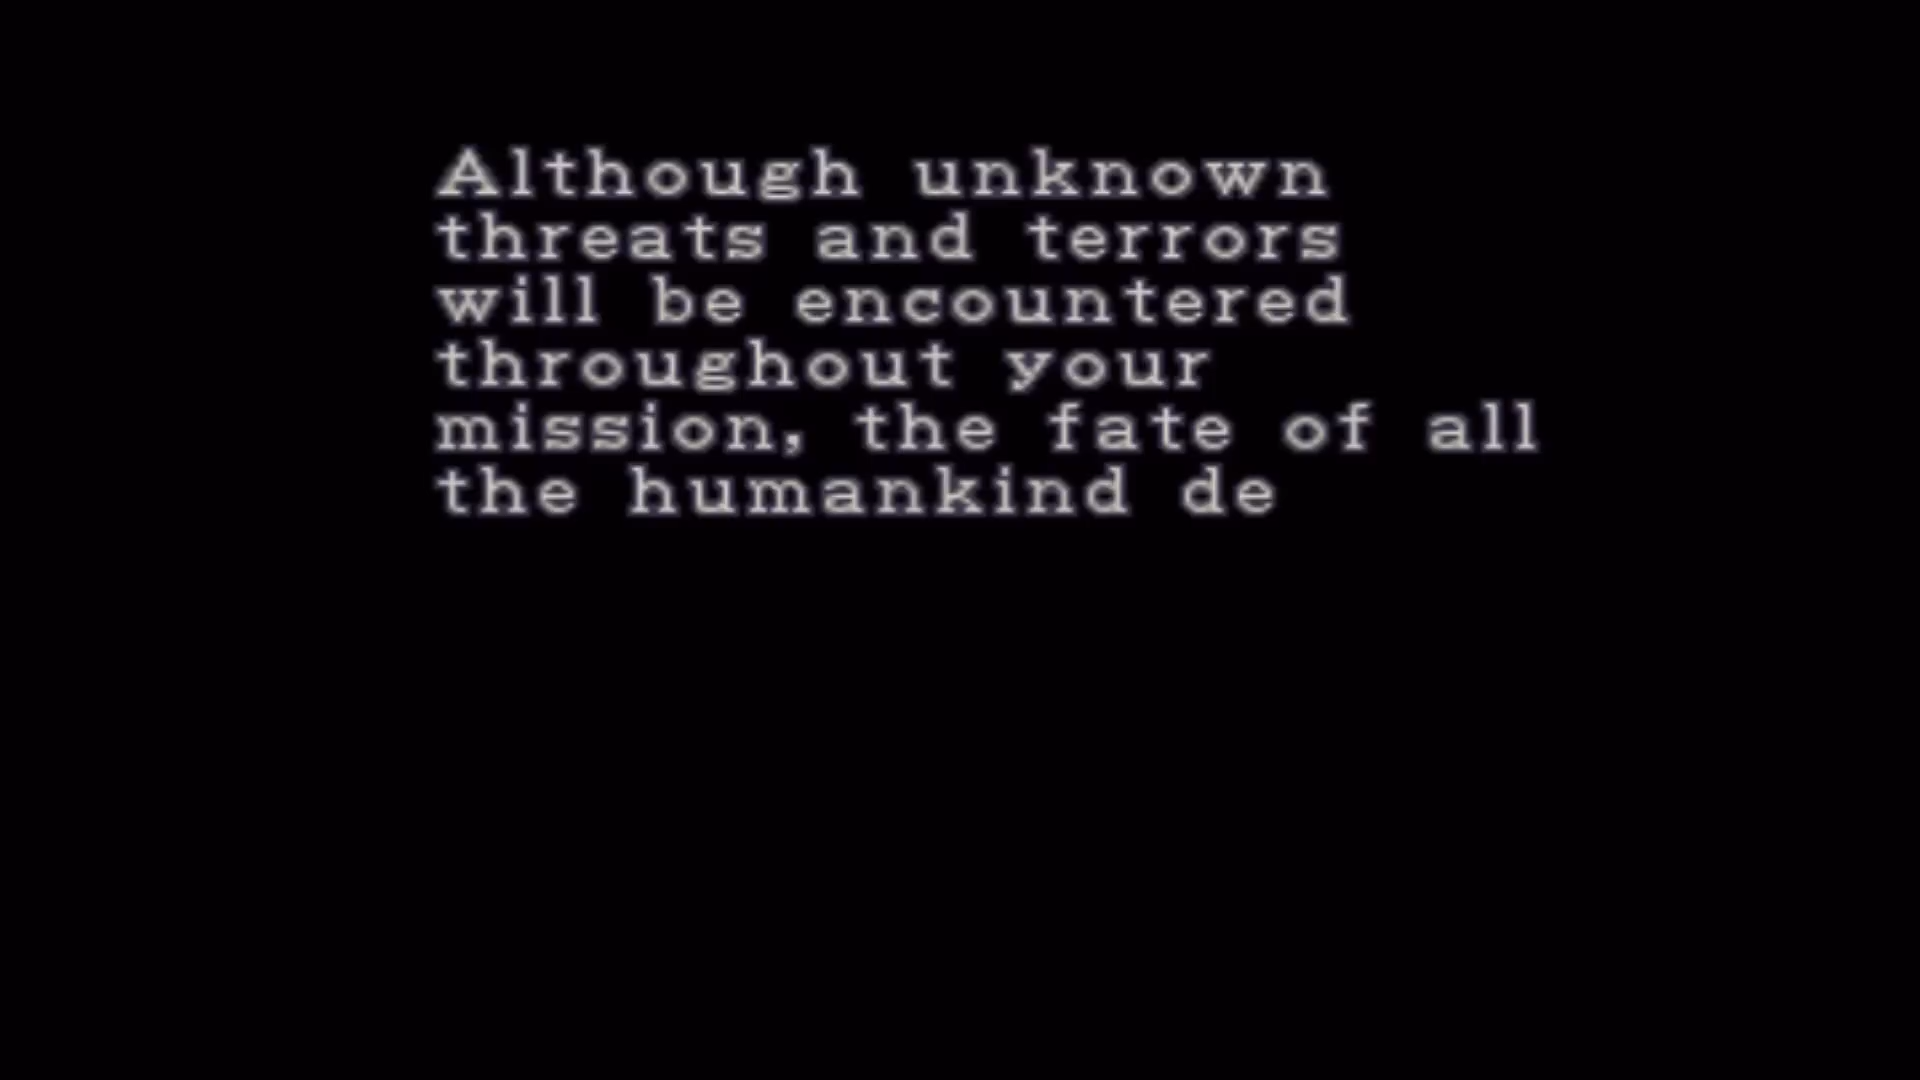 Although unknown
threats and terrors
will be encountered
throughout your
mission, the fate of all
the humankind de